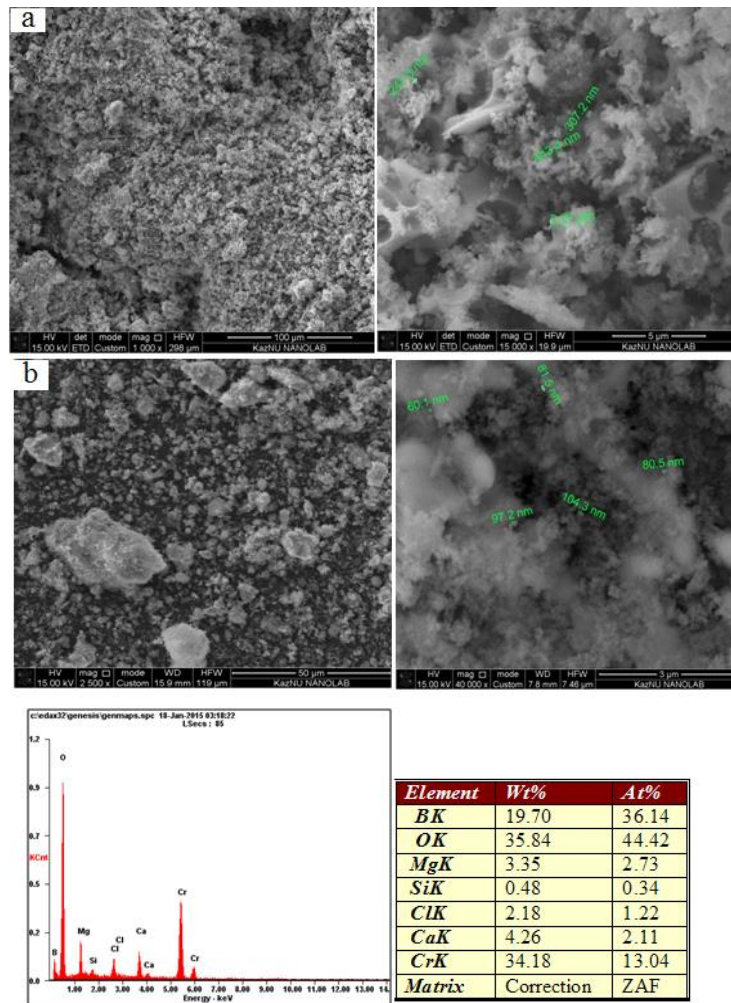 a
307.2 nm
HV det mode mag HFW 100 µm
15.00 kV ETD Custom 1 000 x 298 µm KazNU NANOLAB
HV det mode mag HFW 5 µm
15.00 kV ETD Custom 15 000 x 19.9 µm KazNU NANOLAB
b
60.1 nm
81.5 nm
80.5 nm
97.2 nm
104.3 nm
HV mag mode WD HFW 50 µm
15.00 kV 2 500 x Custom 15.9 mm 119 µm KazNU NANOLAB
HV mag mode WD HFW 3 µm
15.00 kV 40 000 x Custom 7.8 mm 7.46 µm KazNU NANOLAB
c:\edax32\genesis\genmaps.spc 18-Jan-2015 03:18:22
LSecs : 85
1.2
0.9
0.7
KCnt
0.5
0.2
0.0
O
B
Mg
Si
Cl
Cl
Ca
Ca
Cr
Cr
1.00 2.00 3.00 4.00 5.00 6.00 7.00 8.00 9.00 10.00 11.00 12.00 13.00 14.
Energy - keV
Element Wt% At%
BK 19.70 36.14
OK 35.84 44.42
MgK 3.35 2.73
SiK 0.48 0.34
ClK 2.18 1.22
CaK 4.26 2.11
CrK 34.18 13.04
Matrix Correction ZAF